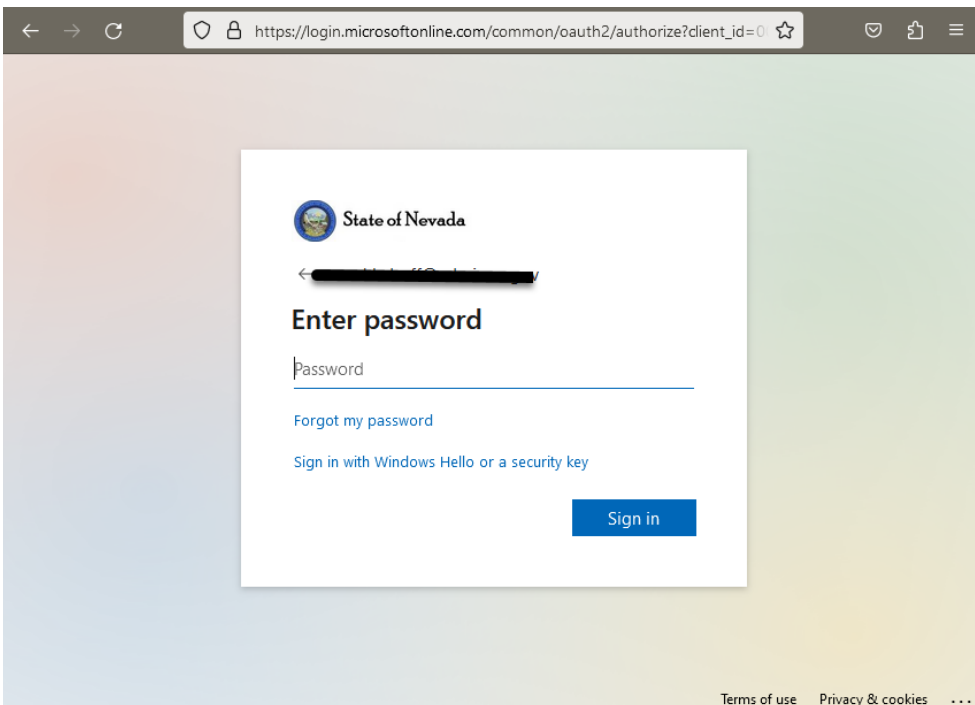 https://login.microsoftonline.com/common/oauth2/authorize?client_id=0
State of Nevada
Enter password
Password
Forgot my password
Sign in with Windows Hello or a security key
Sign in
Terms of use Privacy & cookies ...